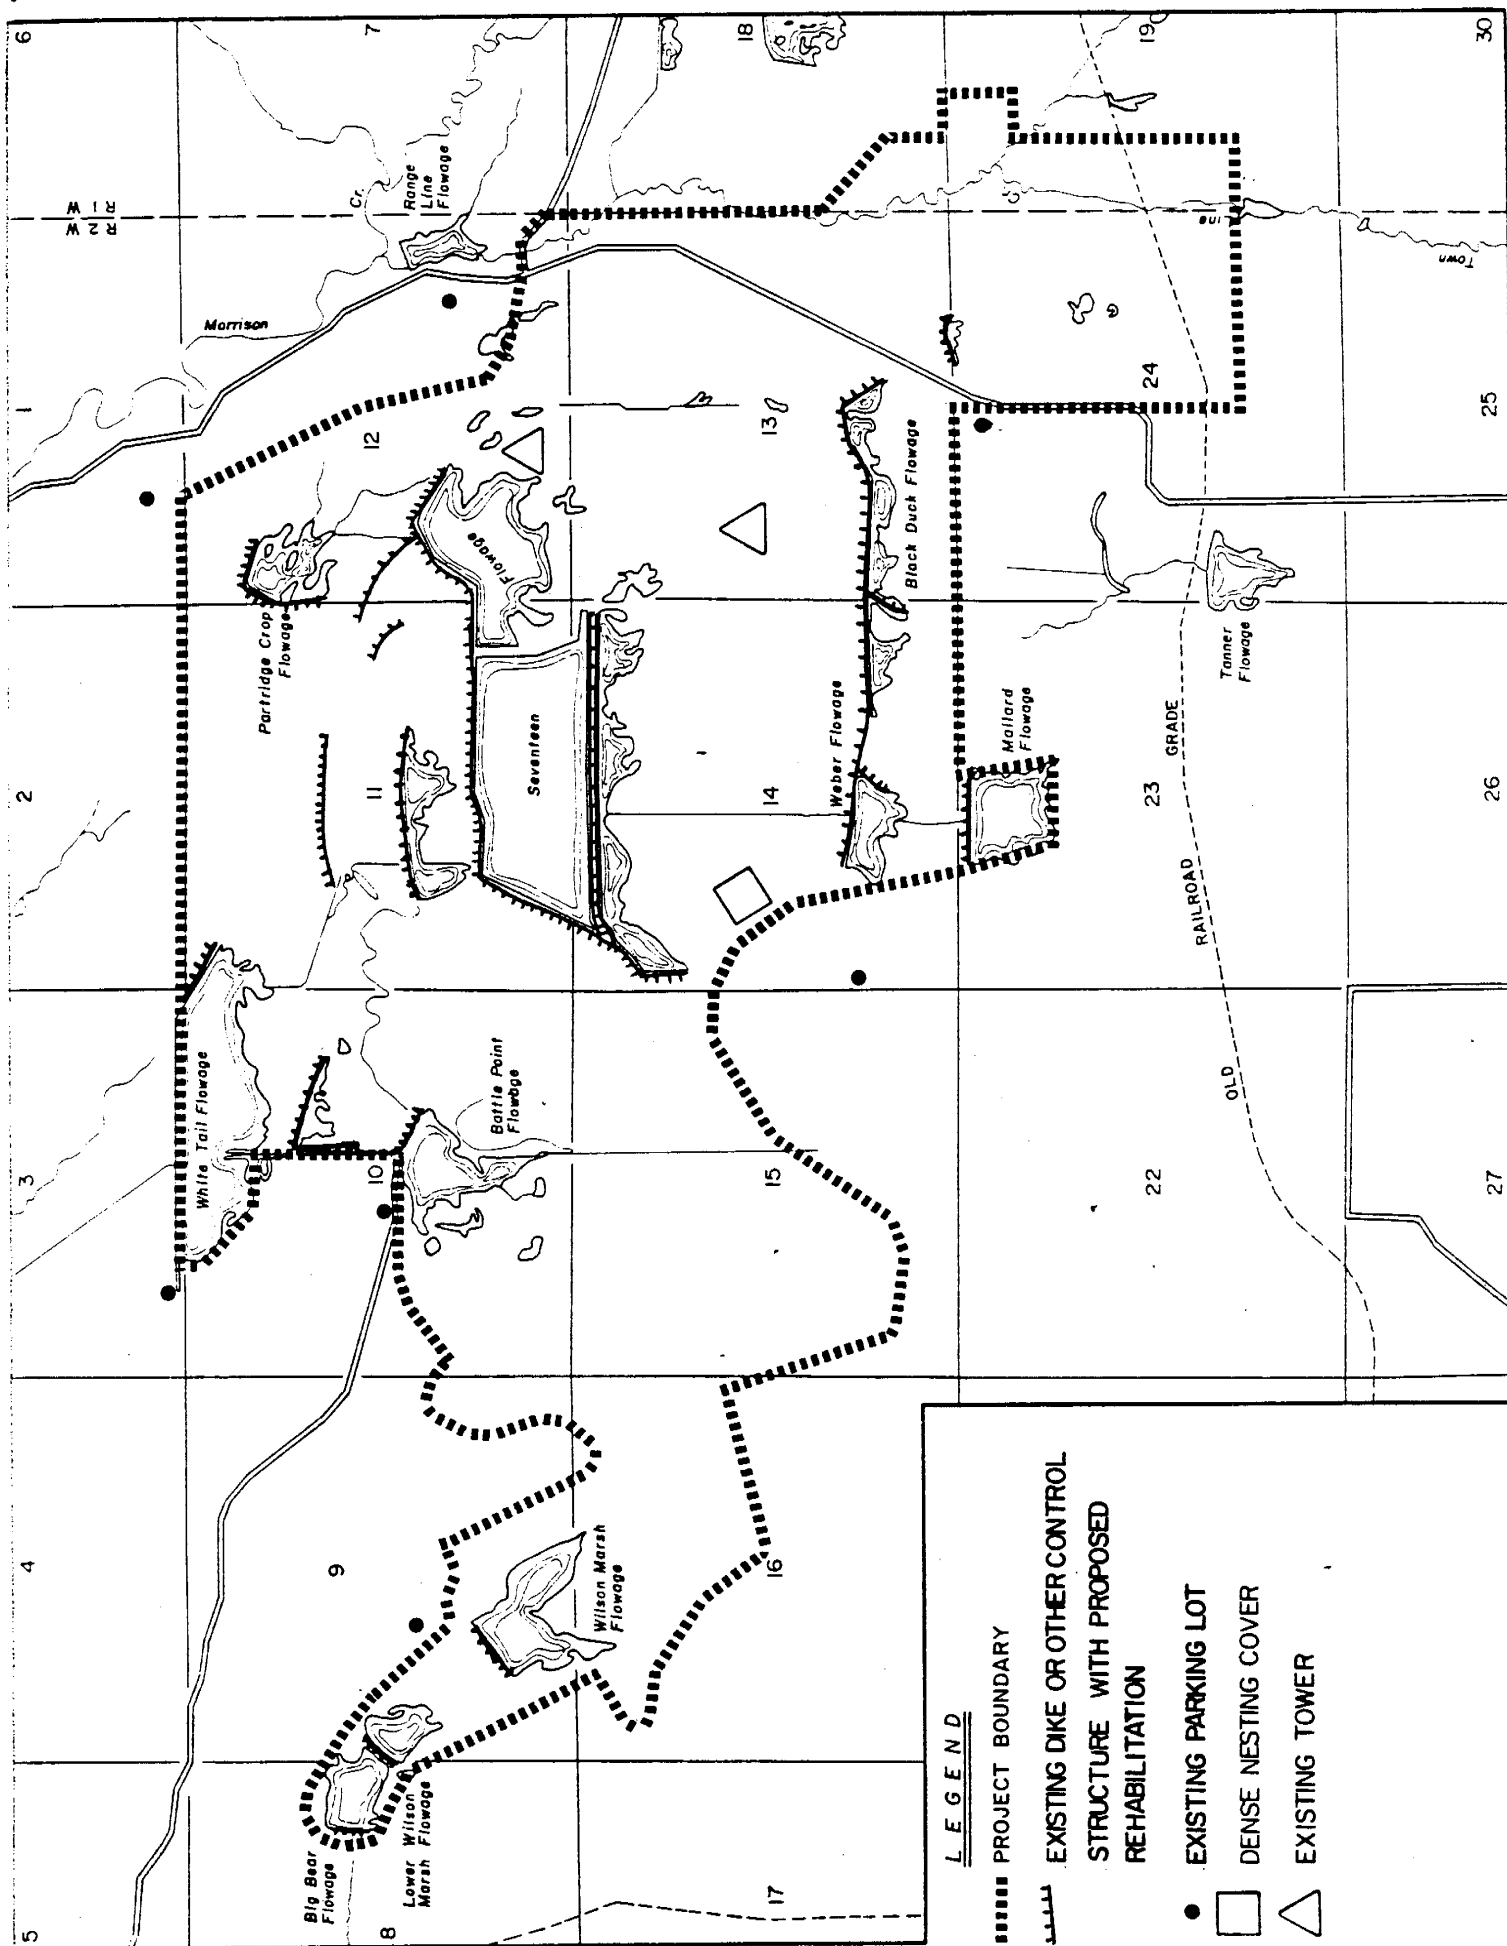 6
5
4
3
2
1
R 2 W
R 1 W
7
8
9
10
11
12
18
17
16
15
14
13
19
22
23
24
30
27
26
25
Morrison
Cr.
Range
Line
Flowage
Partridge Crop
Flowage
White Tail Flowage
Battle Point
Flowage
Seventeen
Flowage
Big Bear
Flowage
Lower Wilson
Marsh Flowage
Wilson Marsh
Flowage
Weber Flowage
Black Duck Flowage
Mallard
Flowage
Tanner
Flowage
Town
Line
Cr
OLD
RAILROAD
GRADE
LEGEND
PROJECT BOUNDARY
EXISTING DIKE OR OTHER CONTROL
STRUCTURE WITH PROPOSED
REHABILITATION
EXISTING PARKING LOT
DENSE NESTING COVER
EXISTING TOWER